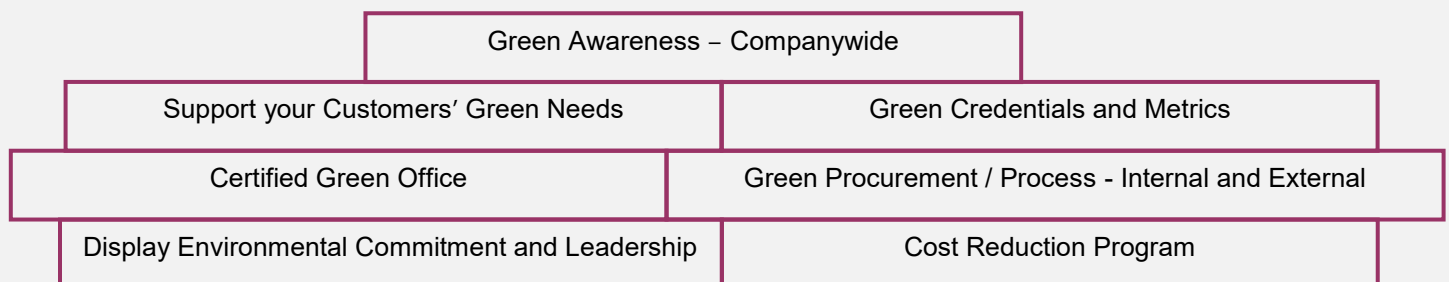 Green Awareness – Companywide
Support your Customers’ Green Needs
Green Credentials and Metrics
Certified Green Office
Green Procurement / Process - Internal and External
Display Environmental Commitment and Leadership
Cost Reduction Program